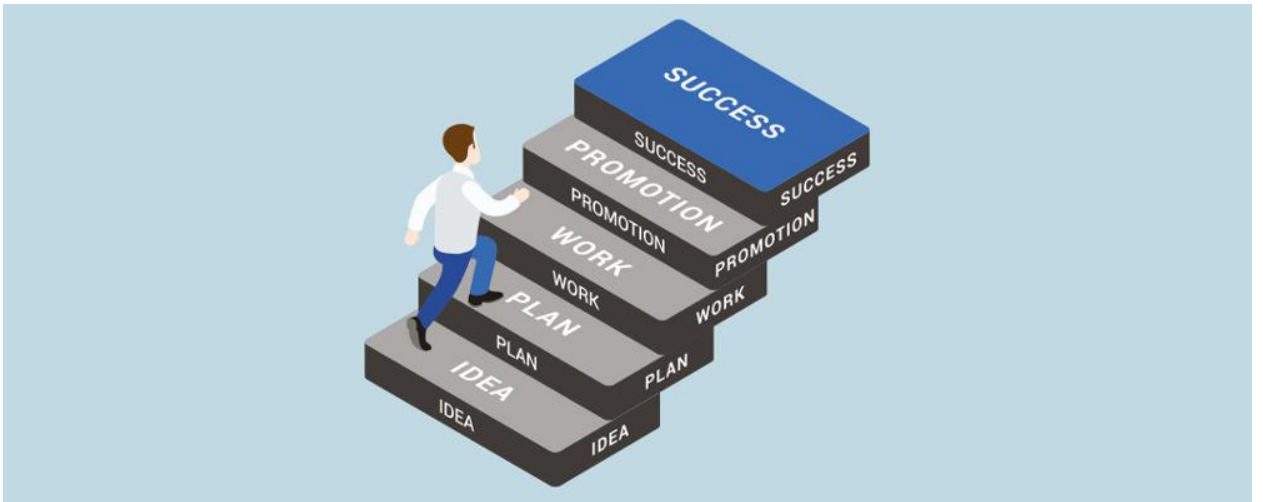 SUCCESS
SUCCESS
SUCCESS
PROMOTION
PROMOTION
PROMOTION
WORK
WORK
WORK
PLAN
PLAN
PLAN
IDEA
IDEA
IDEA